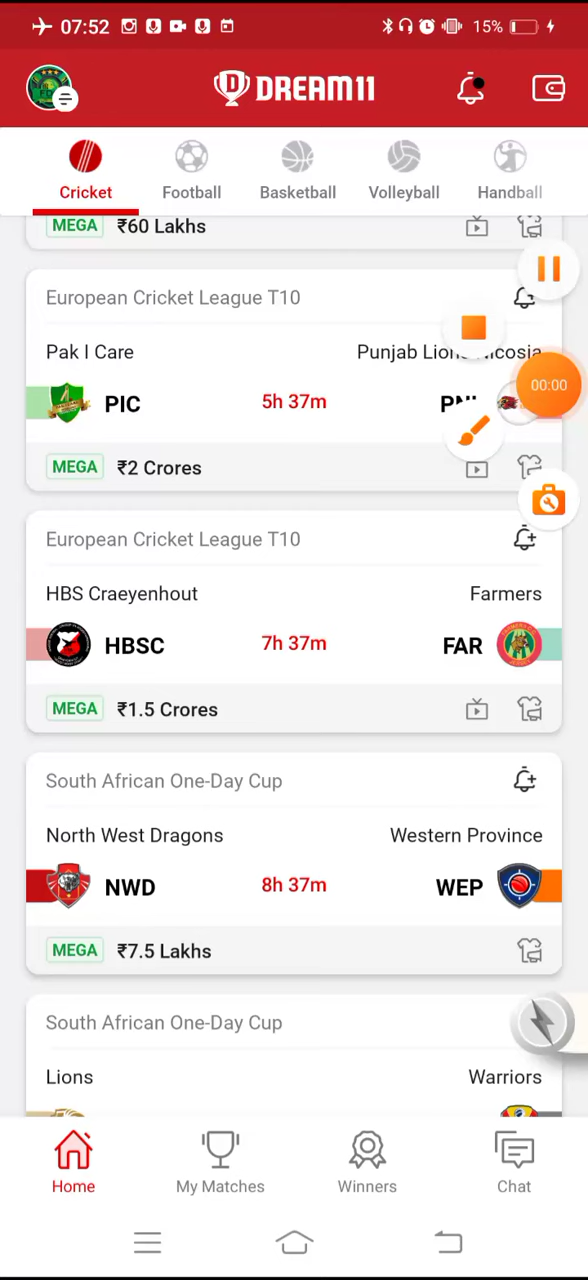 07:52
15%
DREAM11
Cricket
Football
Basketball
Volleyball
Handball
MEGA ₹60 Lakhs
European Cricket League T10
Pak I Care
Punjab Lions Nicosia
PIC
5h 37m
00:00
MEGA ₹2 Crores
European Cricket League T10
HBS Craeyenhout
Farmers
HBSC
7h 37m
FAR
MEGA ₹1.5 Crores
South African One-Day Cup
North West Dragons
Western Province
NWD
8h 37m
WEP
MEGA ₹7.5 Lakhs
South African One-Day Cup
Lions
Warriors
Home
My Matches
Winners
Chat